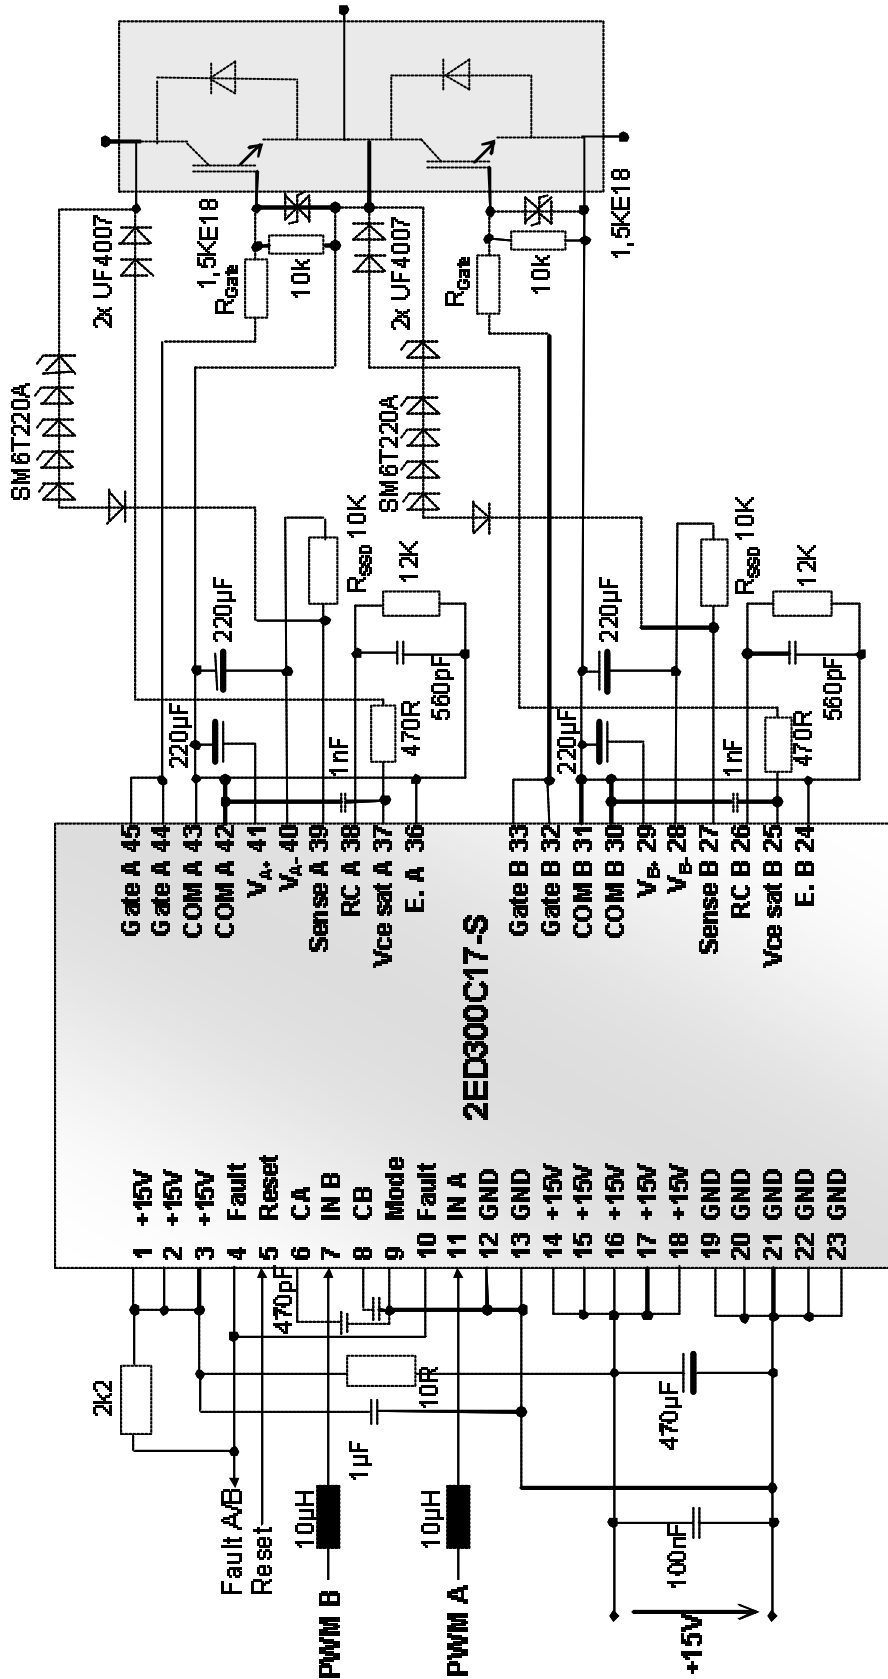 2K2
Fault A/B
Reset
1µF
470pF
10R
10µH
PWM B
10µH
PWM A
470µF
100nF
+15V
1 +15V
2 +15V
3 +15V
4 Fault
5 Reset
6 CA
7 IN B
8 CB
9 Mode
10 Fault
11 IN A
12 GND
13 GND
14 +15V
15 +15V
16 +15V
17 +15V
18 +15V
19 GND
20 GND
21 GND
22 GND
23 GND
2ED300C17-S
Gate A 45
Gate A 44
COM A 43
COM A 42
VA+ 41
VA- 40
Sense A 39
RC A 38
Vce sat A 37
E. A 36
Gate B 33
Gate B 32
COM B 31
COM B 30
VB+ 29
VB- 28
Sense B 27
RC B 26
Vce sat B 25
E. B 24
220µF
220µF
1nF
470R
560pF
RSSD 10K
12K
SM6T220A
2x UF4007
RGate
1,5KE18
10k
220µF
220µF
1nF
470R
560pF
RSSD 10K
12K
SM6T220A
2x UF4007
RGate
10k
1,5KE18